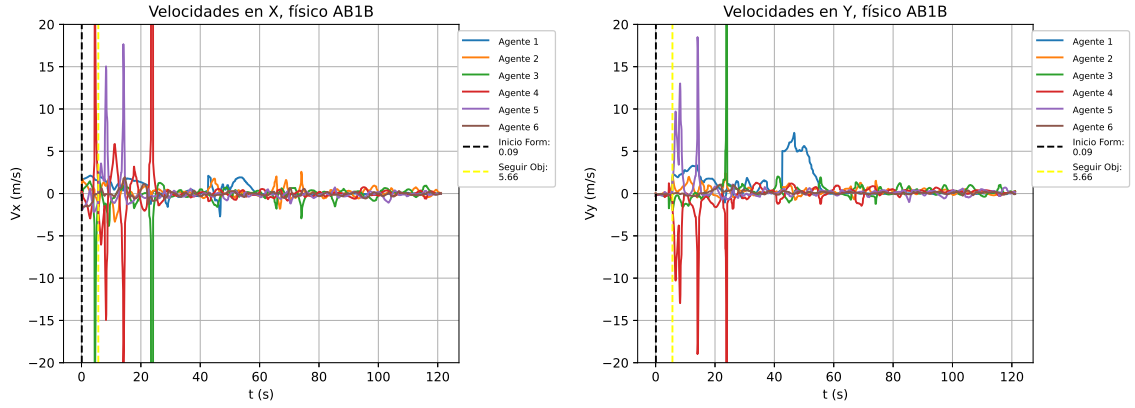 Velocidades en X, físico AB1B
20
15
10
5
0
−5
−10
−15
−20
Vx (m/s)
0
20
40
60
80
100
120
t (s)
Agente 1
Agente 2
Agente 3
Agente 4
Agente 5
Agente 6
Inicio Form:
0.09
Seguir Obj:
5.66
Velocidades en Y, físico AB1B
20
15
10
5
0
−5
−10
−15
−20
Vy (m/s)
0
20
40
60
80
100
120
t (s)
Agente 1
Agente 2
Agente 3
Agente 4
Agente 5
Agente 6
Inicio Form:
0.09
Seguir Obj:
5.66